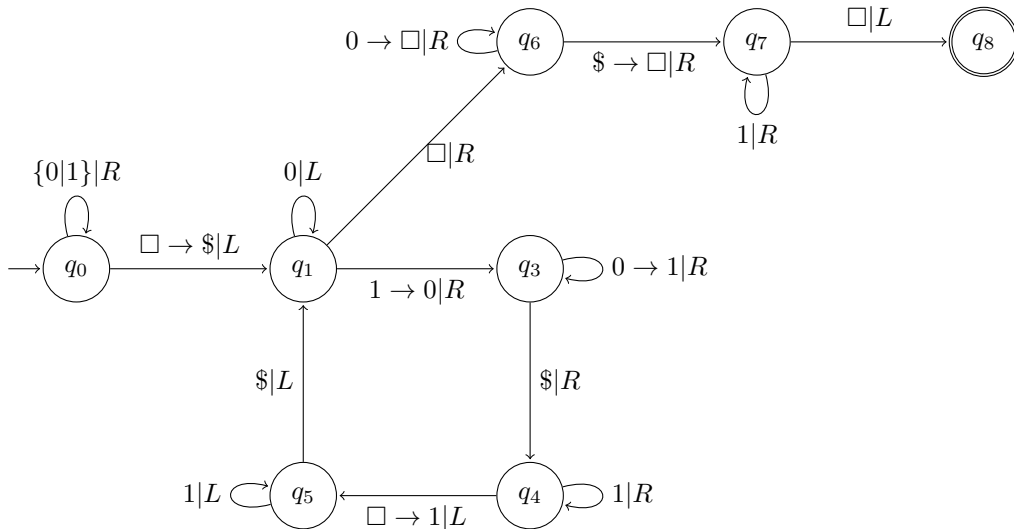 □|L
0 → □|R
q6
q7
q8
$ → □|R
1|R
□|R
{0|1}|R
0|L
□ → $|L
q0
q1
q3
0 → 1|R
1 → 0|R
$|L
$|R
1|L
q5
q4
1|R
□ → 1|L